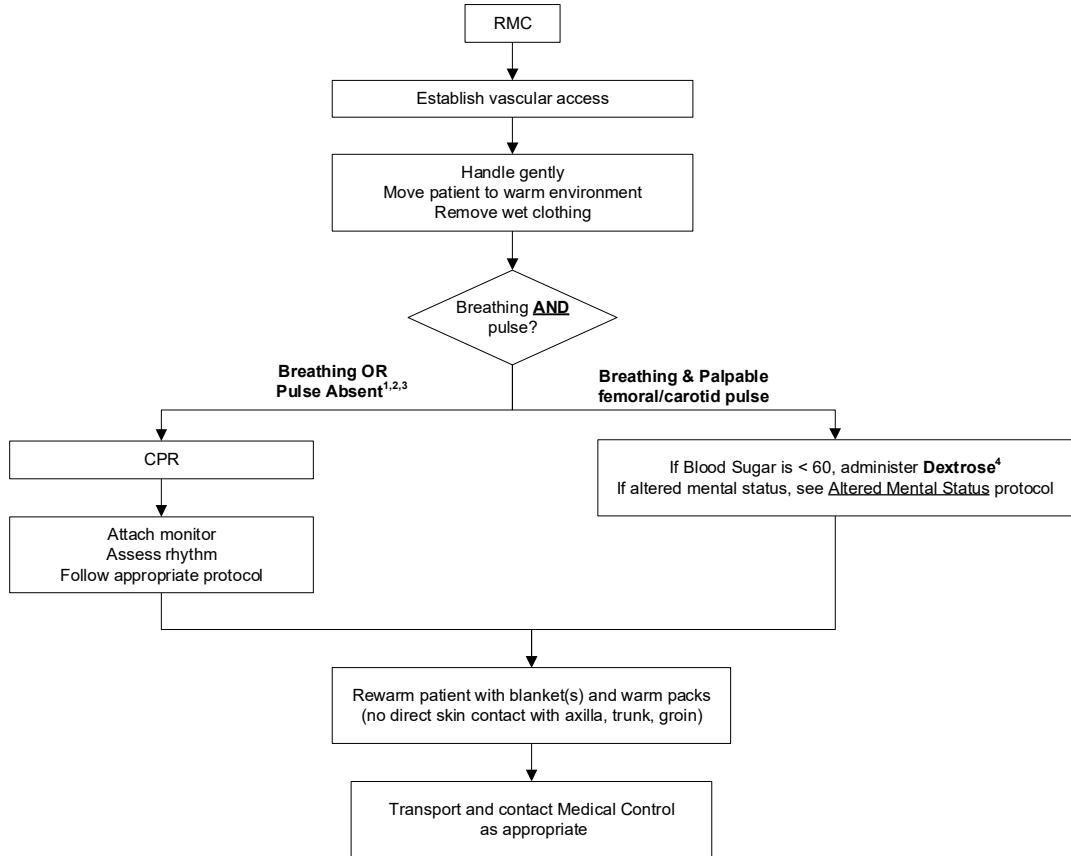 RMC
Establish vascular access
Handle gently
Move patient to warm environment
Remove wet clothing
Breathing AND
pulse?
Breathing OR
Pulse Absent1,2,3
Breathing & Palpable
femoral/carotid pulse
CPR
If Blood Sugar is < 60, administer Dextrose4
If altered mental status, see Altered Mental Status protocol
Attach monitor
Assess rhythm
Follow appropriate protocol
Rewarm patient with blanket(s) and warm packs
(no direct skin contact with axilla, trunk, groin)
Transport and contact Medical Control
as appropriate